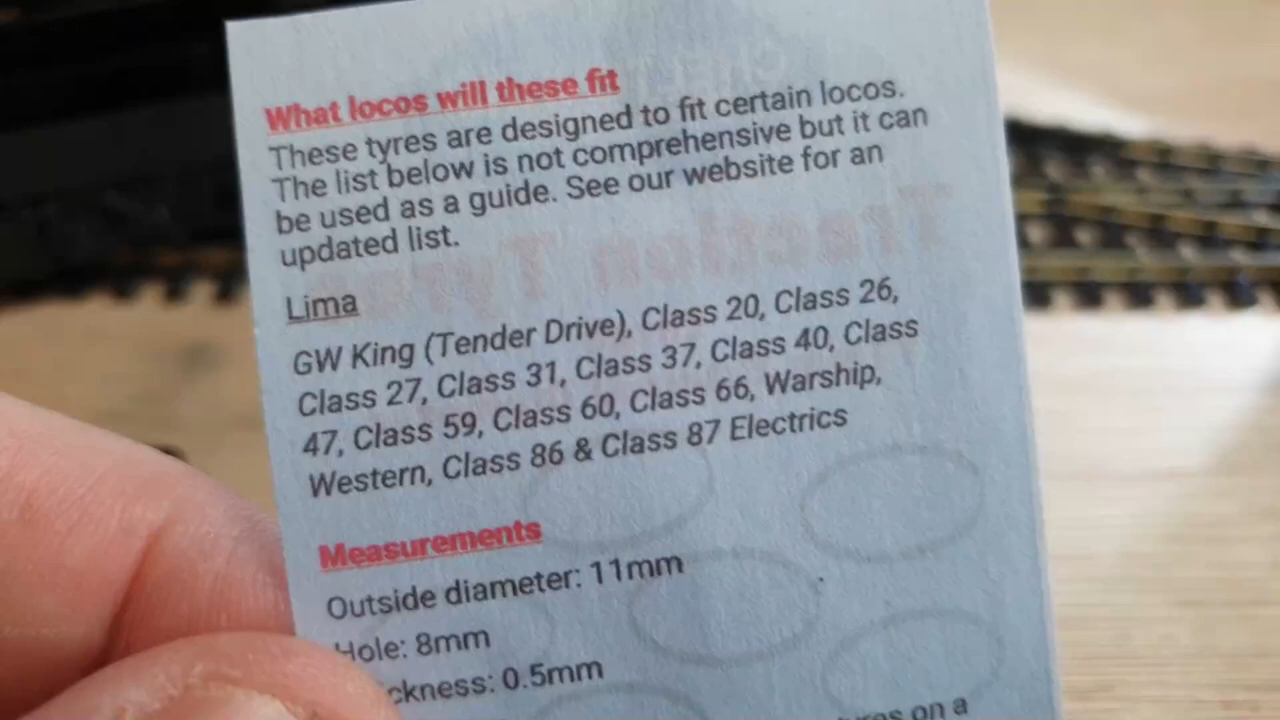 What locos will these fit
These tyres are designed to fit certain locos.
The list below is not comprehensive but it can
be used as a guide. See our website for an
updated list.
Lima
GW King (Tender Drive), Class 20, Class 26,
Class 27, Class 31, Class 37, Class 40, Class
47, Class 59, Class 60, Class 66, Warship,
Western, Class 86 & Class 87 Electrics
Measurements
Outside diameter: 11mm
Hole: 8mm
ckness: 0.5mm
on a